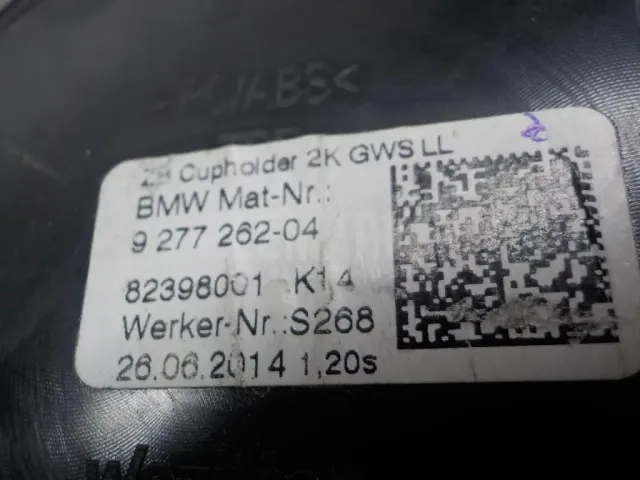 Cupholder 2K GWS LL
BMW Mat-Nr.:
9 277 262-04
82398001 K14
Werker-Nr.:S268
26.06.2014 1,20s